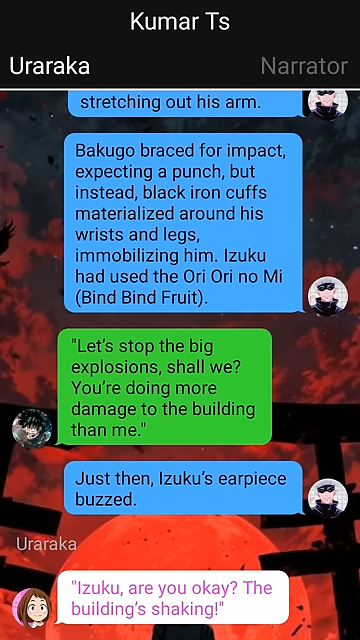 Kumar Ts
Uraraka
Narrator
stretching out his arm.
Bakugo braced for impact,
expecting a punch, but
instead, black iron cuffs
materialized around his
wrists and legs,
immobilizing him. Izuku
had used the Ori Ori no Mi
(Bind Bind Fruit).
"Let’s stop the big
explosions, shall we?
You’re doing more
damage to the building
than me."
Just then, Izuku’s earpiece
buzzed.
Uraraka
"Izuku, are you okay? The
building’s shaking!"